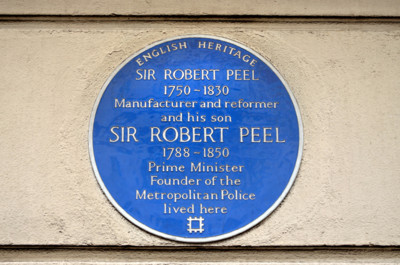 ENGLISH HERITAGE
SIR ROBERT PEEL
1750-1830
Manufacturer and reformer
and his son
SIR ROBERT PEEL
1788-1850
Prime Minister
Founder of the
Metropolitan Police
lived here